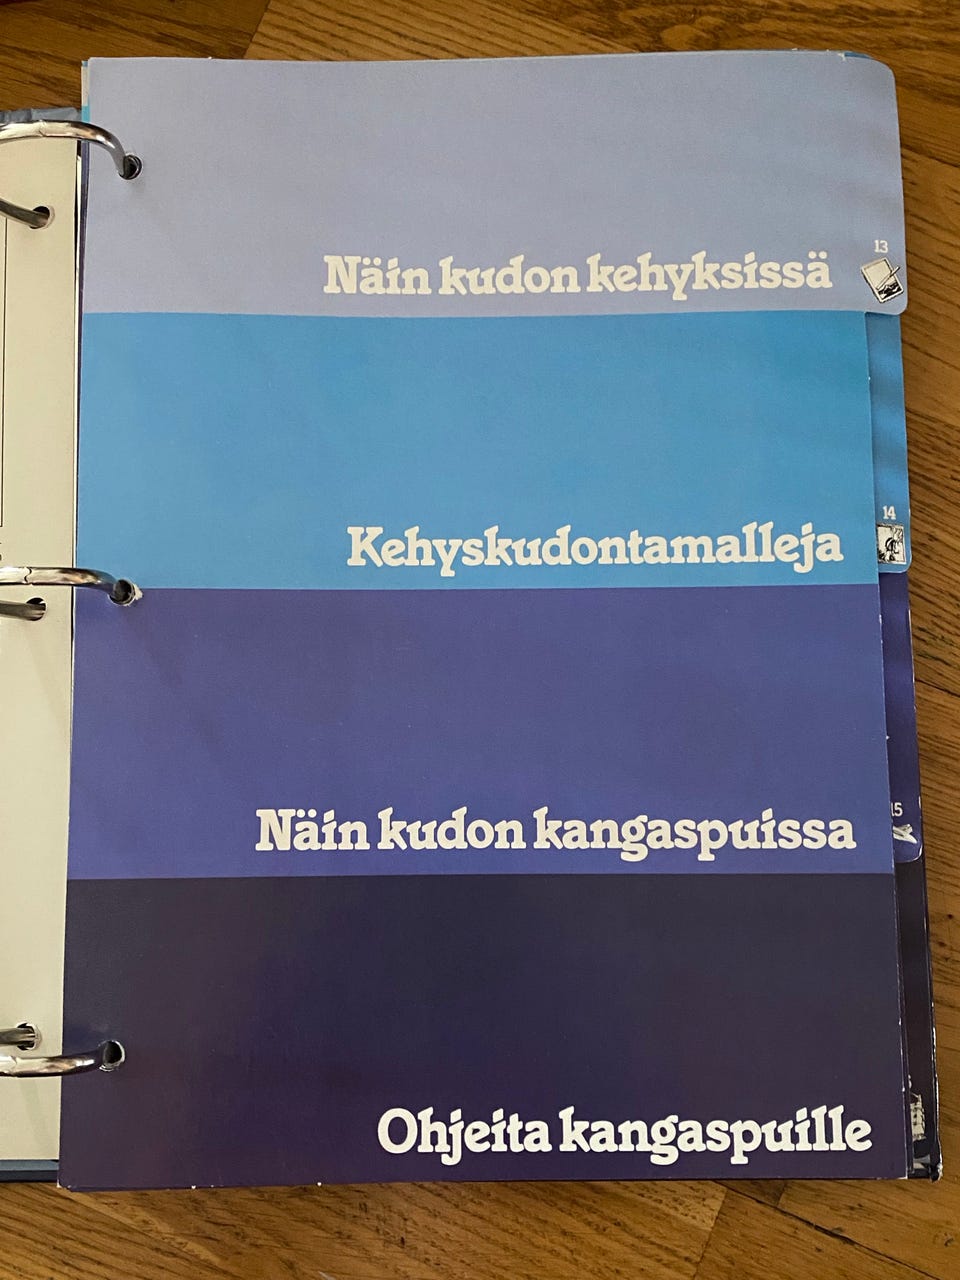 13
Näin kudon kehyksissä
14
Kehyskudontamalleja
15
Näin kudon kangaspuissa
Ohjeita kangaspuille